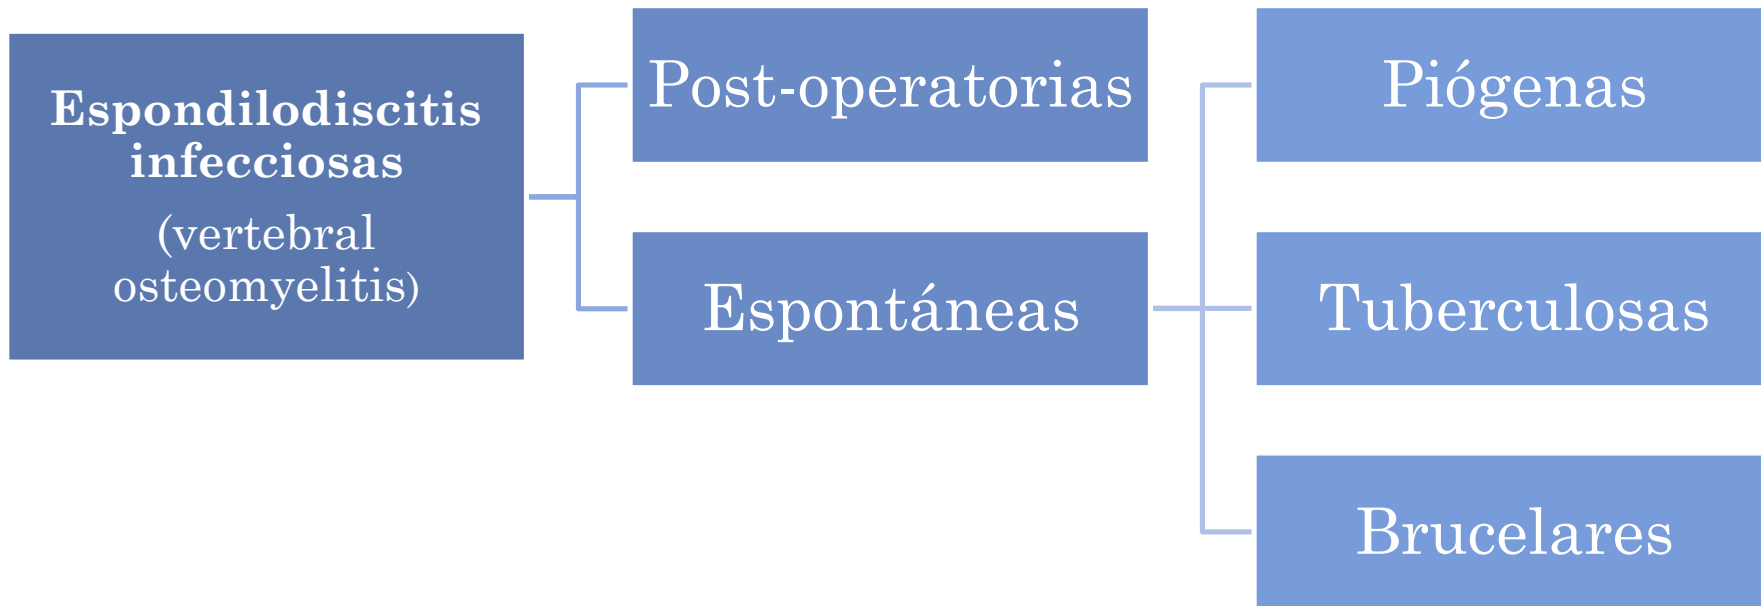 Espondilodiscitis
infecciosas
(vertebral
osteomyelitis)
Post-operatorias
Espontáneas
Piógenas
Tuberculosas
Brucelares